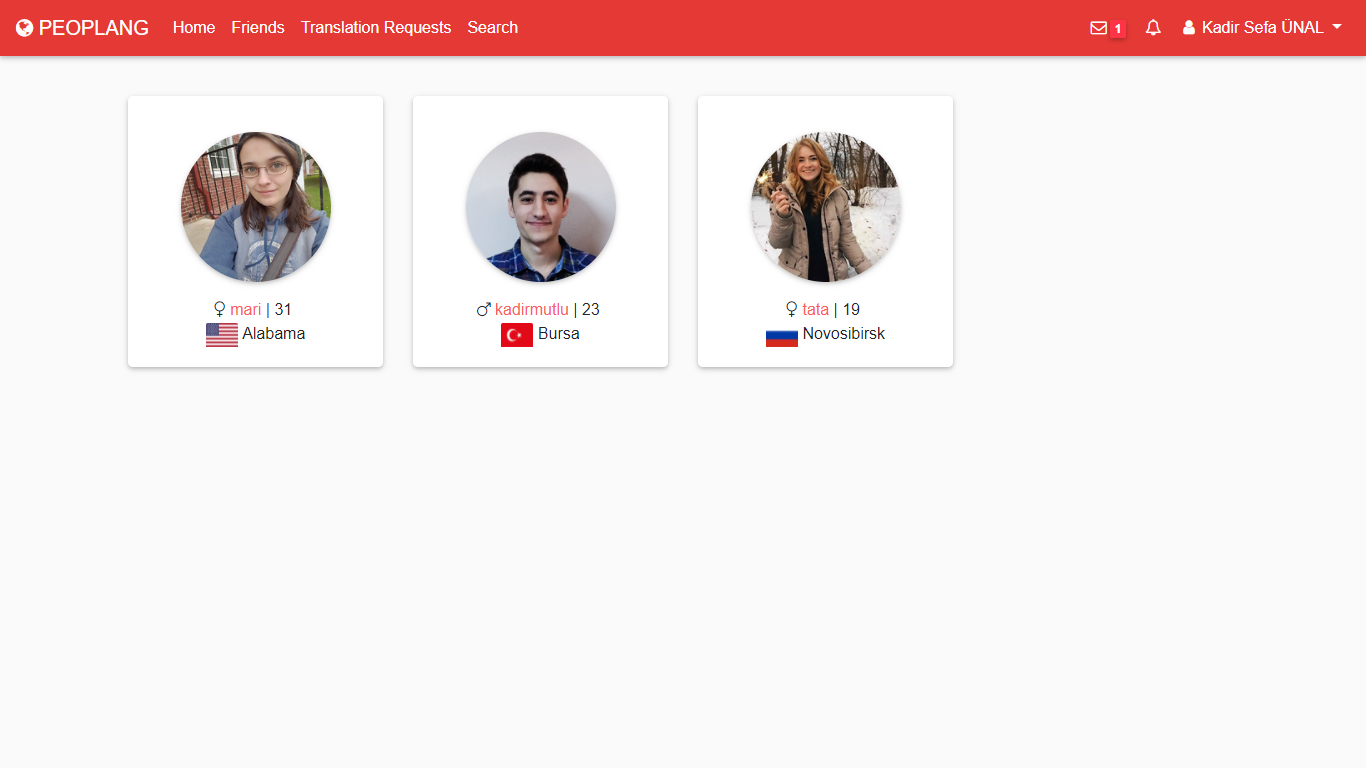 PEOPLANG Home Friends Translation Requests Search 1 Kadir Sefa ÜNAL
mari | 31
Alabama
kadirmutlu | 23
Bursa
tata | 19
Novosibirsk